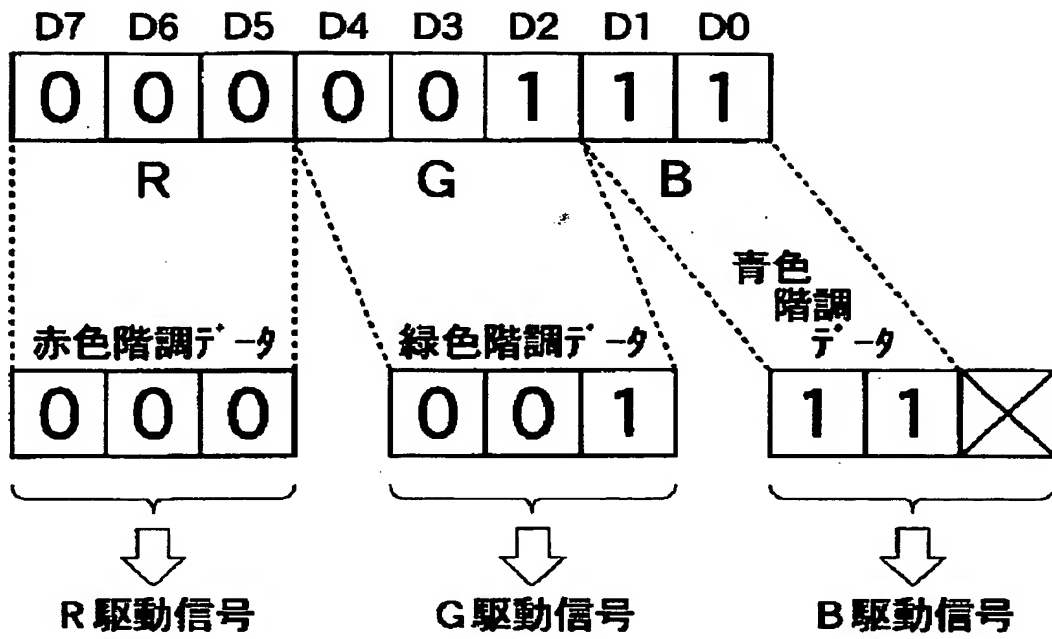 D7 D6 D5 D4 D3 D2 D1 D0
0 0 0 0 0 1 1 1
R G B
青色
階調
データ
赤色階調データ 緑色階調データ
0 0 0 0 0 1 1 1
R駆動信号 G駆動信号 B駆動信号